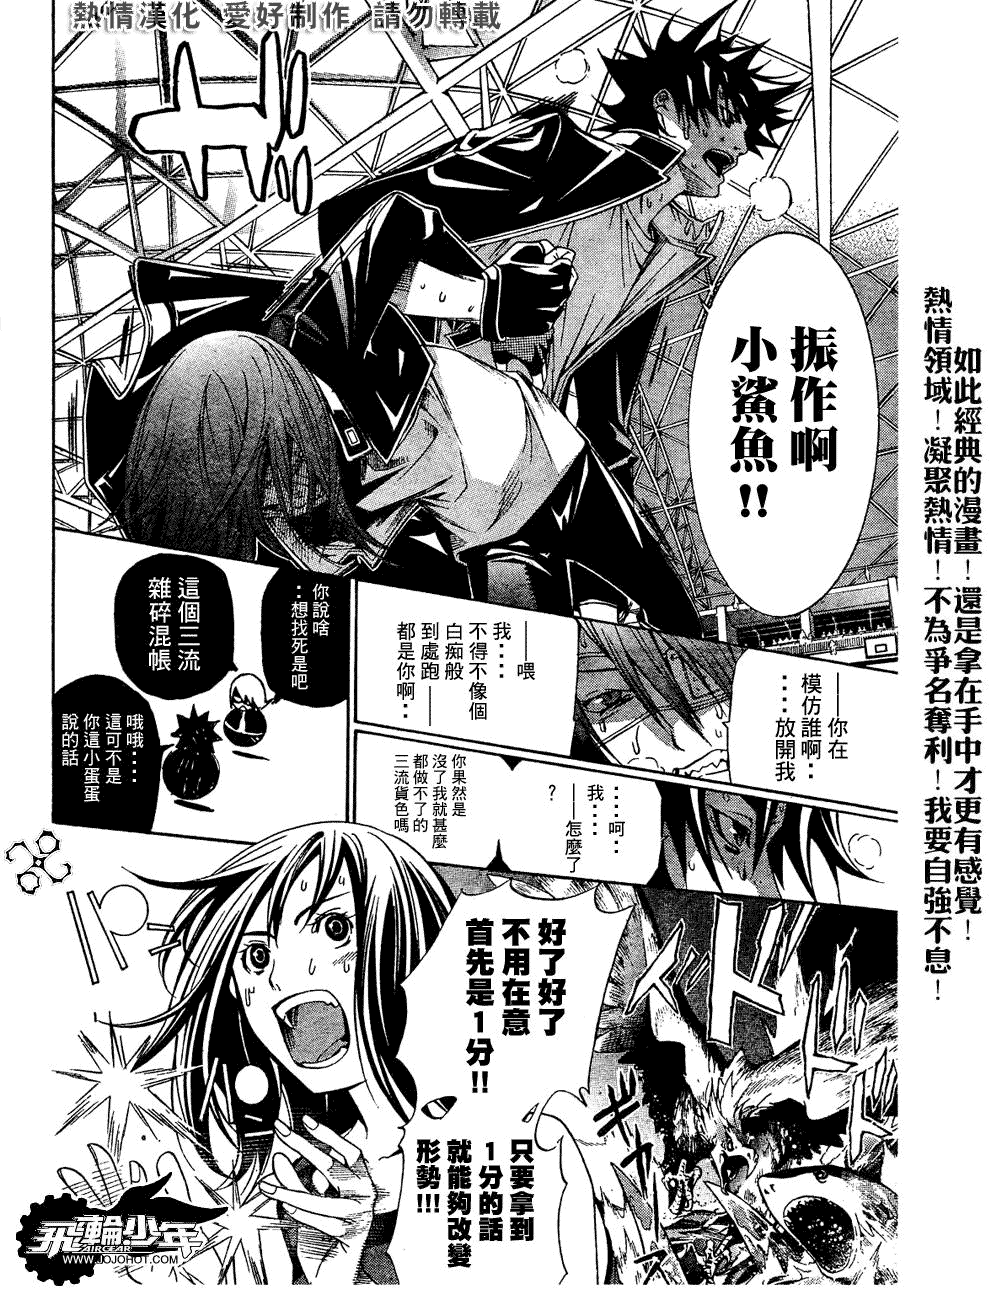 熱情漢化 愛好制作 請勿轉載
振作啊
小鯊魚!!
如此經典的漫畫！還是拿在手中才更有感覺！
熱情領域！凝聚熱情！不為爭名奪利！我要自強不息！
——你在
模仿誰啊‥
‥‥放開我
——喂
我‥‥
不得不像個
白痴般
到處跑——
都是你啊‥
你說啥
‥想找死是吧
這個三流
雜碎混帳
哦哦‥‥
這可不是
你這小蛋蛋
說的話
‥‥呵‥‥
我‥‥‥
——怎麼了
？
你果然是
沒了我就甚麼
都做不了的
三流貨色嗎
好了好了
不用在意
首先是1分!!
只要拿到
1分的話
就能夠改變
形勢!!!
ドドドド
飛輪少年
AIRGEAR
WWW.JOJOHOT.COM